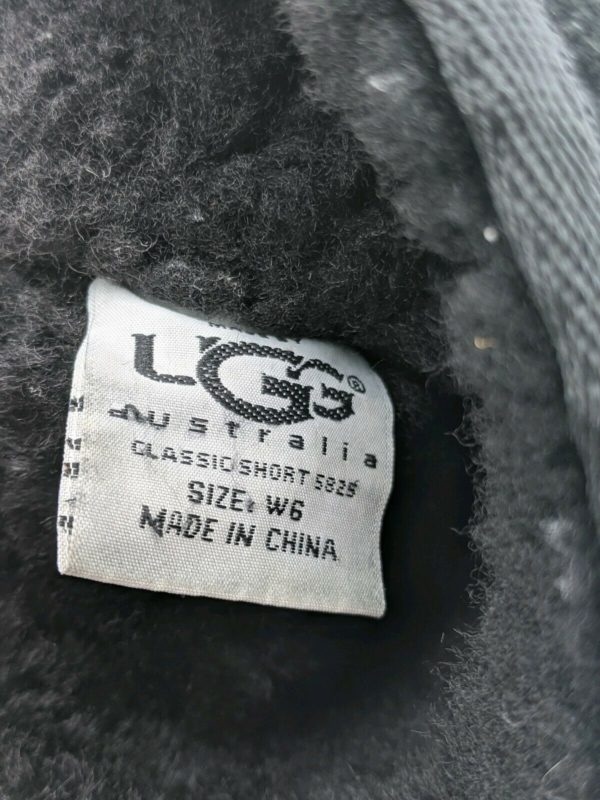 UGG®
Australia
CLASSIC SHORT 5825
SIZE: W6
MADE IN CHINA